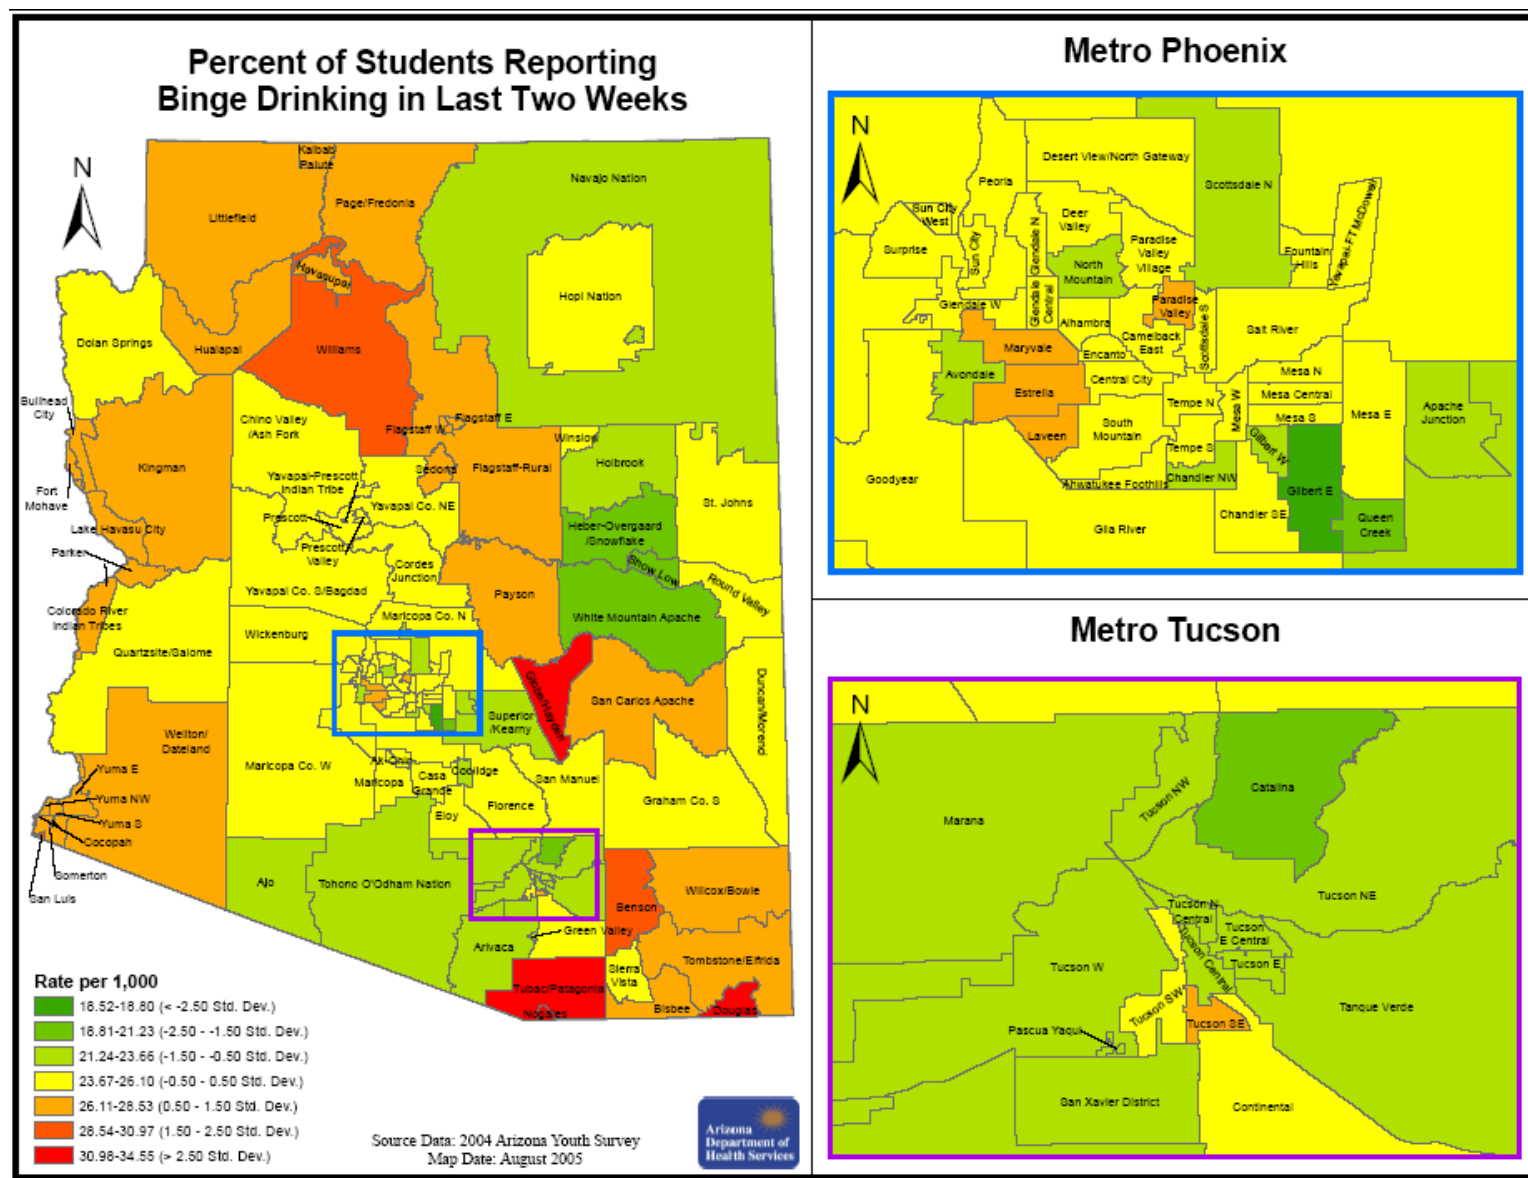 Percent of Students Reporting
Binge Drinking in Last Two Weeks
N
Kaibab
Paiute
Page/Fredonia
Littlefield
Navajo Nation
Havasupai
Hopi Nation
Dolan Springs
Hualapai
Williams
Bullhead
City
Chino Valley
/Ash Fork
Flagstaff W
Flagstaff E
Winslow
Kingman
Sedona
Flagstaff-Rural
Holbrook
Yavapai-Prescott
Indian Tribe
Fort
Mohave
Yavapai Co. NE
St. Johns
Prescott
Lake Havasu City
Heber-Overgaard
/Snowflake
Parker
Prescott
Valley
Cordes
Junction
Show Low
Round Valley
Yavapai Co. S/Bagdad
Payson
Colorado River
Indian Tribes
Maricopa Co. N
White Mountain Apache
Wickenburg
Quartzsite/Salome
Globe/Hayden
San Carlos Apache
Duncan/Morenci
Superior
/Kearny
Wellton/
Dateland
Maricopa Co. W
Ak-Chin
Maricopa
Casa
Grande
Coolidge
San Manuel
Yuma E
Yuma NW
Yuma S
Cocopah
Somerton
San Luis
Florence
Eloy
Graham Co. S
Ajo
Tohono O'Odham Nation
Wilcox/Bowie
Benson
Green Valley
Arivaca
Tombstone/Elfrida
Sierra
Vista
Tubac/Patagonia
Nogales
Bisbee
Douglas
Rate per 1,000
18.52-18.80 (< -2.50 Std. Dev.)
18.81-21.23 (-2.50 - -1.50 Std. Dev.)
21.24-23.66 (-1.50 - -0.50 Std. Dev.)
23.67-26.10 (-0.50 - 0.50 Std. Dev.)
26.11-28.53 (0.50 - 1.50 Std. Dev.)
28.54-30.97 (1.50 - 2.50 Std. Dev.)
30.98-34.55 (> 2.50 Std. Dev.)
Source Data: 2004 Arizona Youth Survey
Map Date: August 2005
Arizona
Department of
Health Services
Metro Phoenix
N
Desert View/North Gateway
Peoria
Scottsdale N
Sun City
West
Deer
Valley
Yavapai-FT McDowell
Surprise
Sun City
Glendale N
Paradise
Valley
Village
Fountain
Hills
North
Mountain
Glendale W
Glendale
Central
Paradise
Valley
Alhambra
Camelback
East
Scottsdale S
Salt River
Maryvale
Encanto
Avondale
Central City
Mesa N
Estrella
Mesa Central
Tempe N
Mesa W
Mesa S
Mesa E
Apache
Junction
Laveen
South
Mountain
Tempe S
Gilbert W
Goodyear
Ahwatukee Foothills
Chandler NW
Gilbert E
Gila River
Chandler SE
Queen
Creek
Metro Tucson
N
Catalina
Tucson NW
Marana
Tucson NE
Tucson N
Central
Tucson
E Central
Tucson Central
Tucson E
Tucson W
Tucson SW
Tanque Verde
Pascua Yaqui
Tucson SE
San Xavier District
Continental